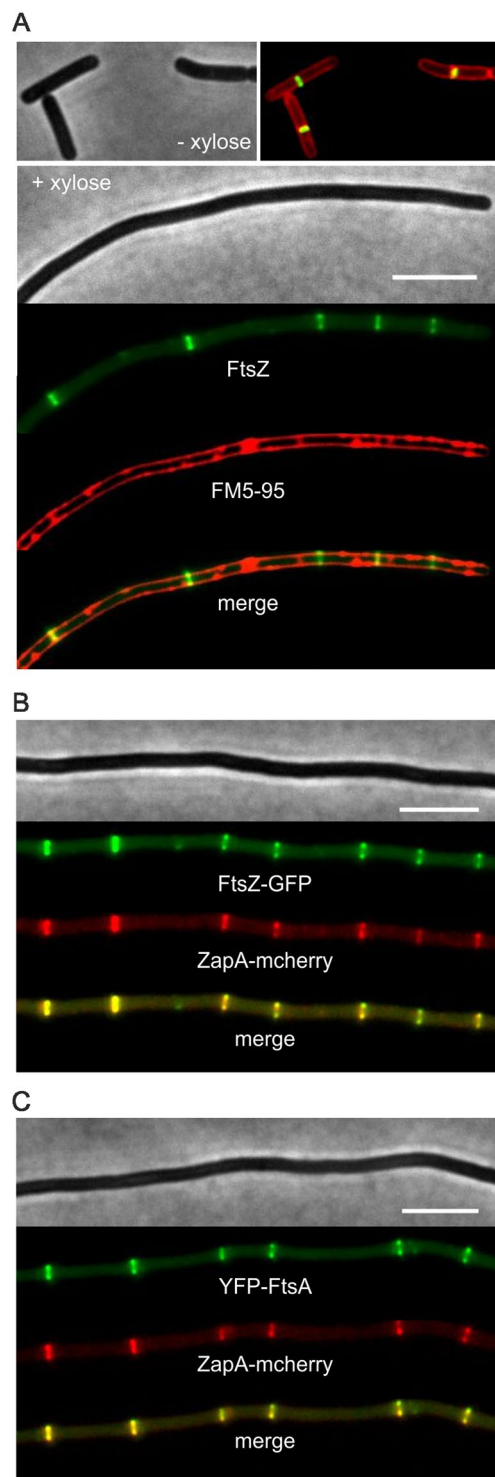 A
- xylose
+ xylose
FtsZ
FM5-95
merge
B
FtsZ-GFP
ZapA-mcherry
merge
C
YFP-FtsA
ZapA-mcherry
merge